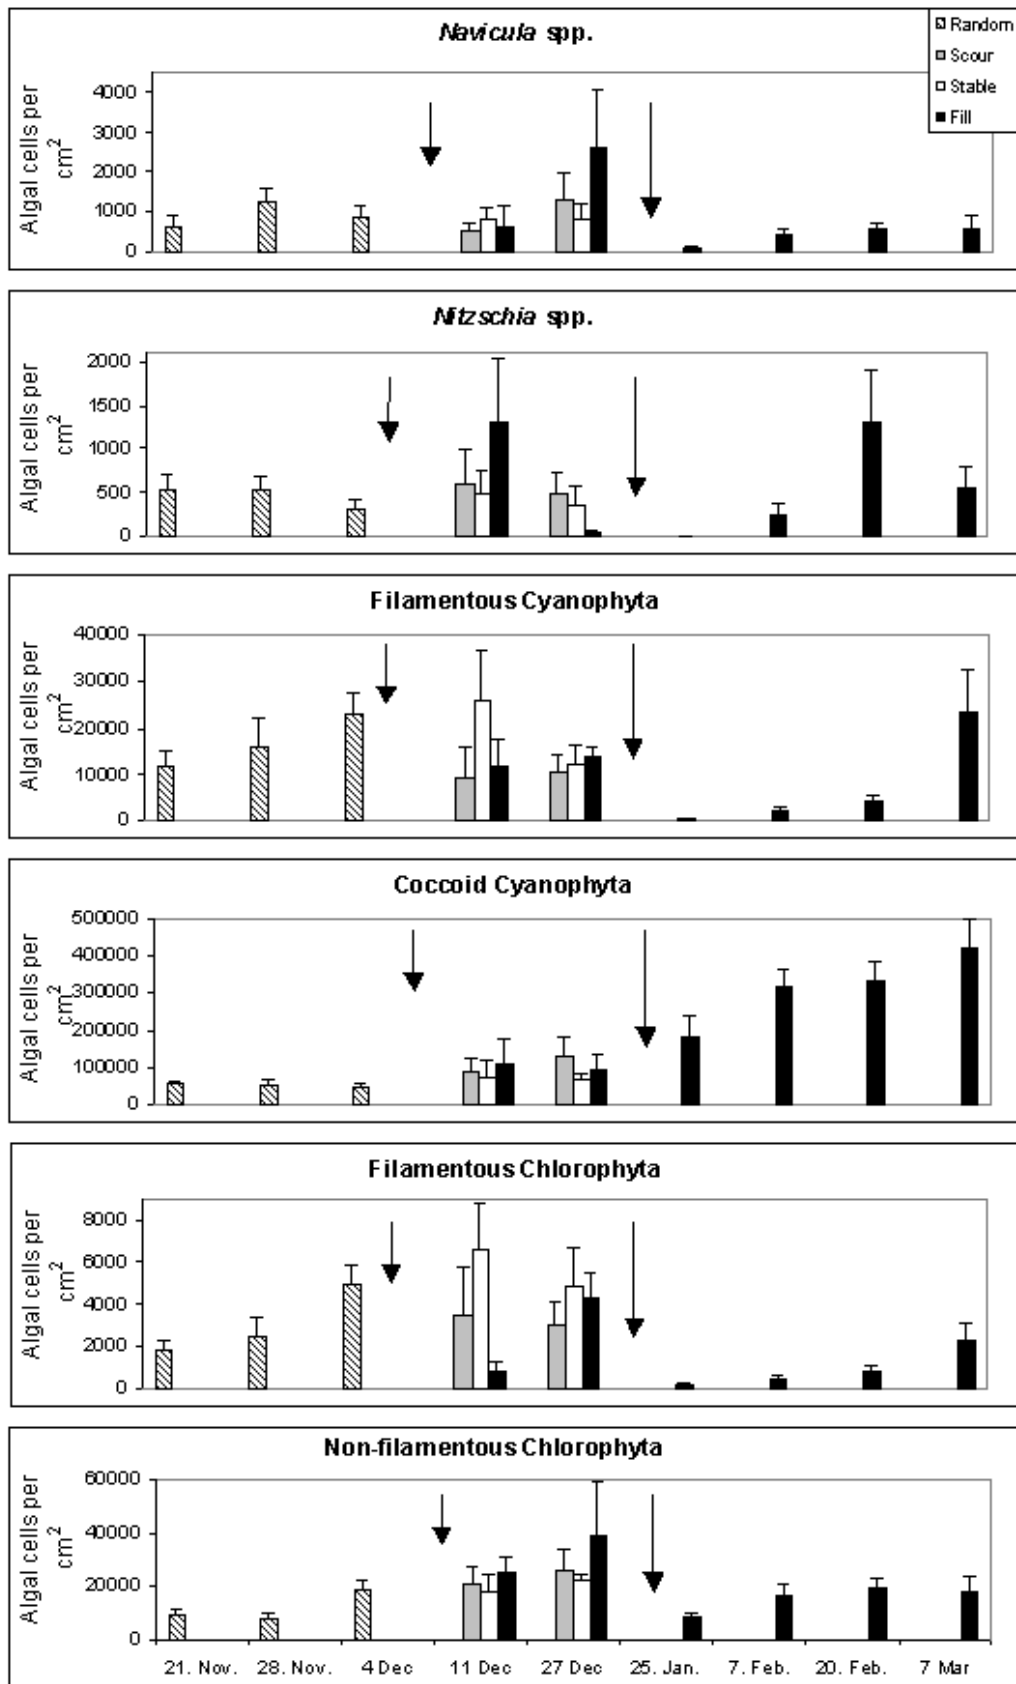 Navicula spp.
Random
Scour
Stable
Fill
Algal cells per
cm²
4000
3000
2000
1000
0
Nitzschia spp.
Algal cells per
cm²
2000
1500
1000
500
0
Filamentous Cyanophyta
Algal cells per
cm²
40000
30000
20000
10000
0
Coccoid Cyanophyta
Algal cells per
cm²
500000
400000
300000
200000
100000
0
Filamentous Chlorophyta
Algal cells per
cm²
8000
6000
4000
2000
0
Non-filamentous Chlorophyta
Algal cells per
cm²
60000
40000
20000
0
21. Nov. 28. Nov. 4 Dec 11 Dec 27 Dec 25. Jan. 7. Feb. 20. Feb. 7 Mar